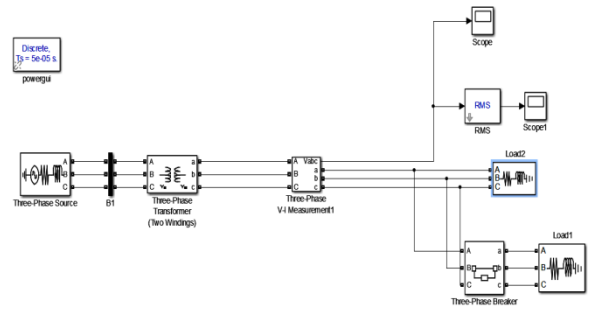 Scope
Discrete,
Ts = 5e-05 s.
powergui
RMS
RMS
Scope1
A
B
C
Three-Phase Source
B1
A
B
C
a
b
c
Three-Phase
Transformer
(Two Windings)
A
B
C
Vabc
a
b
c
Three-Phase
V-I Measurement1
Load2
A
B
C
A
B
C
a
b
c
Three-Phase Breaker
Load1
A
B
C